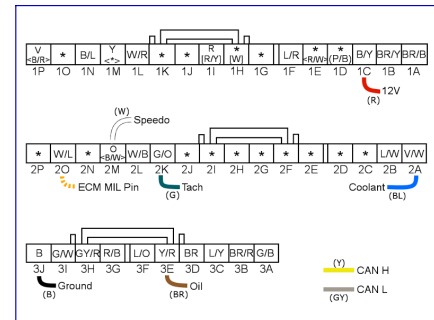 V <B/R> * B/L Y <*> W/R * * R [R/Y] * [W] * L/R * <R/W> * (P/B) B/Y BR/Y BR/B
1P 1O 1N 1M 1L 1K 1J 1I 1H 1G 1F 1E 1D 1C 1B 1A
12V
(R)
(W)
Speedo
* W/L * O <B/W> W/B G/O * * * * * * * L/W V/W
2P 2O 2N 2M 2L 2K 2J 2I 2H 2G 2F 2E 2D 2C 2B 2A
ECM MIL Pin
Tach
(G)
Coolant
(BL)
B G/W GY/R R/B L/O Y/R BR L/Y BR/R G/B
3J 3I 3H 3G 3F 3E 3D 3C 3B 3A
Ground
(B)
Oil
(BR)
(Y)
CAN H
CAN L
(GY)